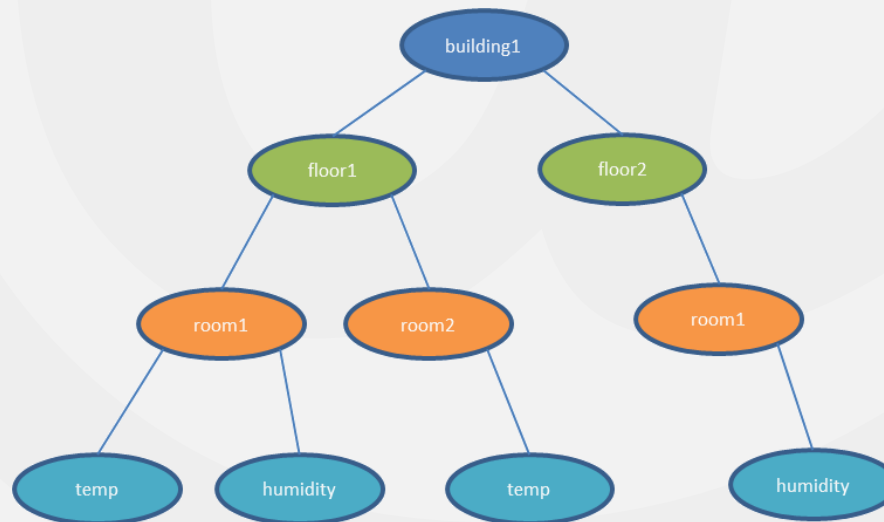 building1
floor1
floor2
room1
room2
room1
temp
humidity
temp
humidity